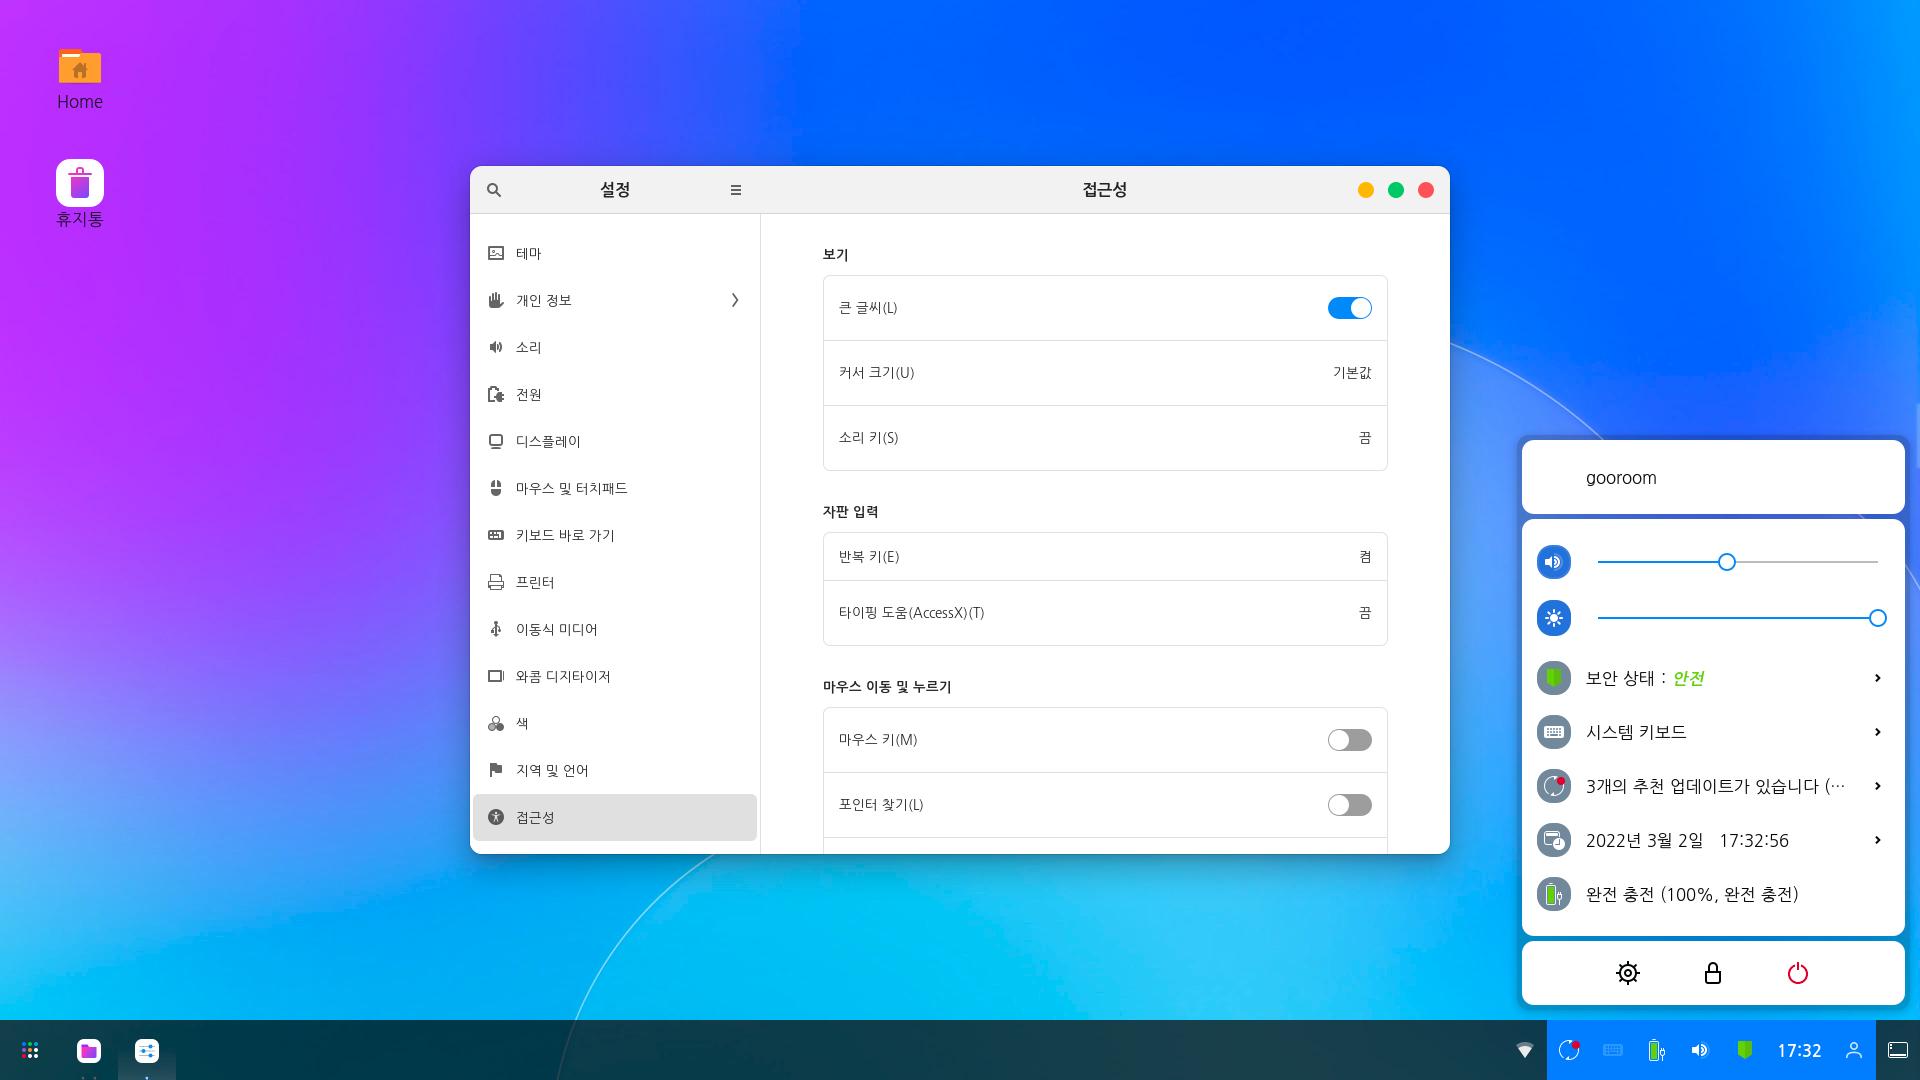 Home
휴지통
설정
접근성
테마
개인 정보
소리
전원
디스플레이
마우스 및 터치패드
키보드 바로 가기
프린터
이동식 미디어
와콤 디지타이저
색
지역 및 언어
접근성
보기
큰 글씨(L)
커서 크기(U) 기본값
소리 키(S) 끔
자판 입력
반복 키(E) 켬
타이핑 도움(AccessX)(T) 끔
마우스 이동 및 누르기
마우스 키(M)
포인터 찾기(L)
gooroom
보안 상태 : 안전
시스템 키보드
3개의 추천 업데이트가 있습니다 (…
2022년 3월 2일 17:32:56
완전 충전 (100%, 완전 충전)
17:32